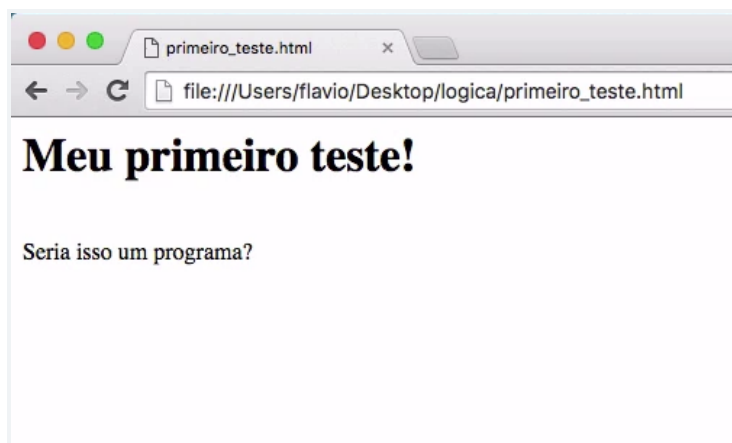 primeiro_teste.html
file:///Users/flavio/Desktop/logica/primeiro_teste.html
Meu primeiro teste!
Seria isso um programa?